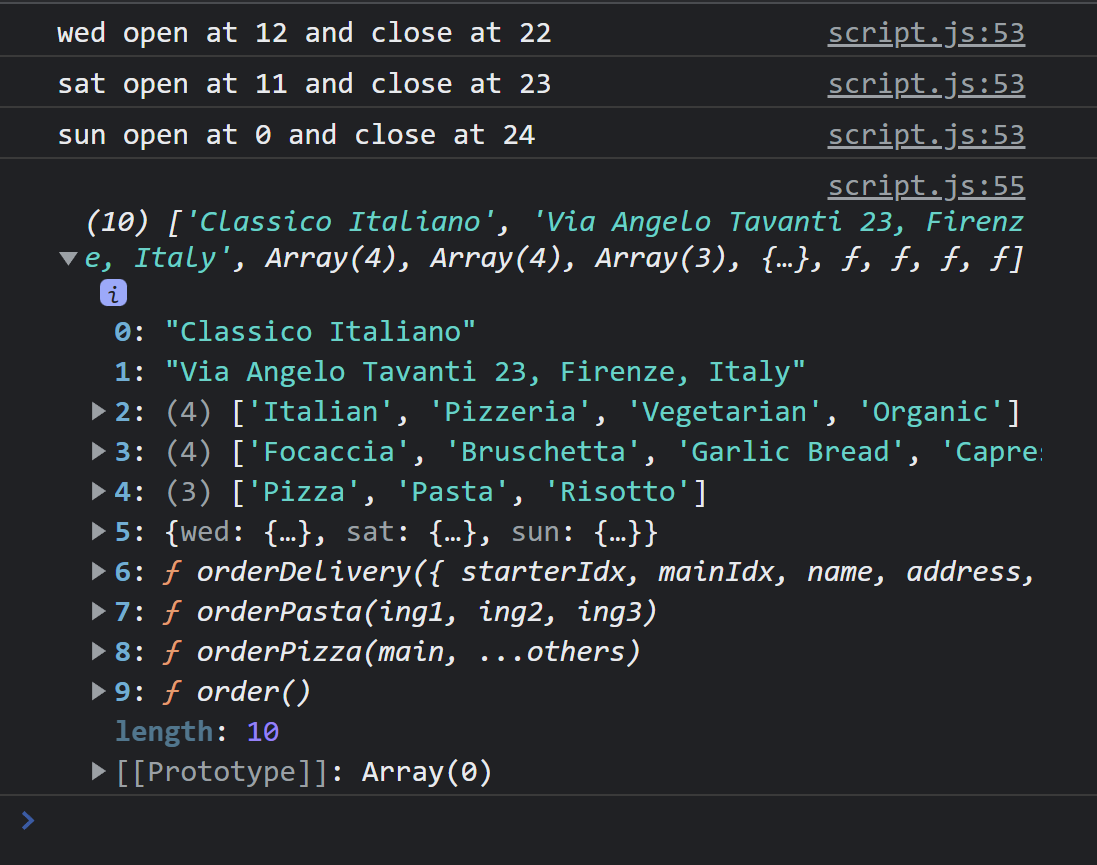 wed open at 12 and close at 22 script.js:53
sat open at 11 and close at 23 script.js:53
sun open at 0 and close at 24 script.js:53
script.js:55
(10) ['Classico Italiano', 'Via Angelo Tavanti 23, Firenz
e, Italy', Array(4), Array(4), Array(3), {…}, ƒ, ƒ, ƒ, ƒ]
i
0: "Classico Italiano"
1: "Via Angelo Tavanti 23, Firenze, Italy"
2: (4) ['Italian', 'Pizzeria', 'Vegetarian', 'Organic']
3: (4) ['Focaccia', 'Bruschetta', 'Garlic Bread', 'Capre
4: (3) ['Pizza', 'Pasta', 'Risotto']
5: {wed: {…}, sat: {…}, sun: {…}}
6: ƒ orderDelivery({ starterIdx, mainIdx, name, address,
7: ƒ orderPasta(ing1, ing2, ing3)
8: ƒ orderPizza(main, ...others)
9: ƒ order()
length: 10
[[Prototype]]: Array(0)